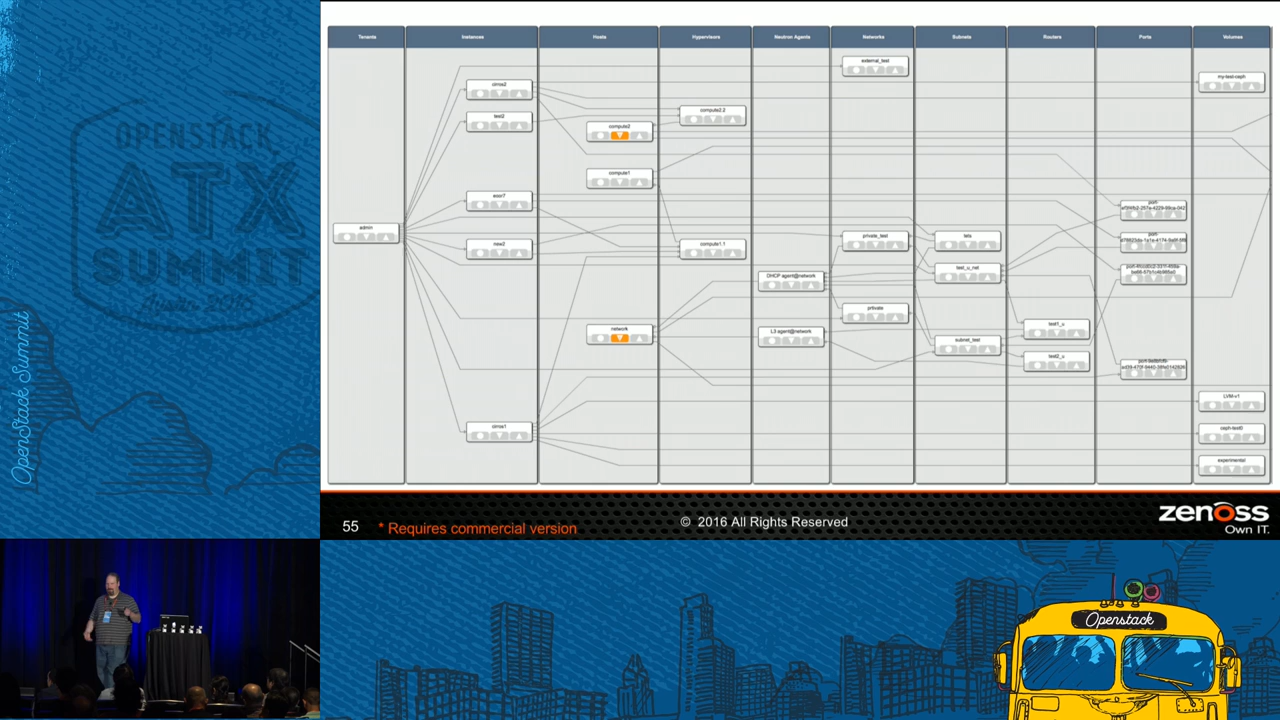 OPENSTACK
ATX
SUMMIT
Austin 2016
OpenStack Summit
Tenants
Instances
Hosts
Hypervisors
Neutron Agents
Networks
Subnets
Routers
Ports
Volumes
admin
cirros2
test2
new2
cirros1
compute2
compute1
network
compute2.2
compute1.1
DHCP agent@network
L3 agent@network
external_test
private_test
private
tets
test_u_net
subnet_test
test1_u
test2_u
my-test-ceph
LVM-v1
ceph-test0
experimental
55
* Requires commercial version
© 2016 All Rights Reserved
zenoss
Own IT.
Openstack